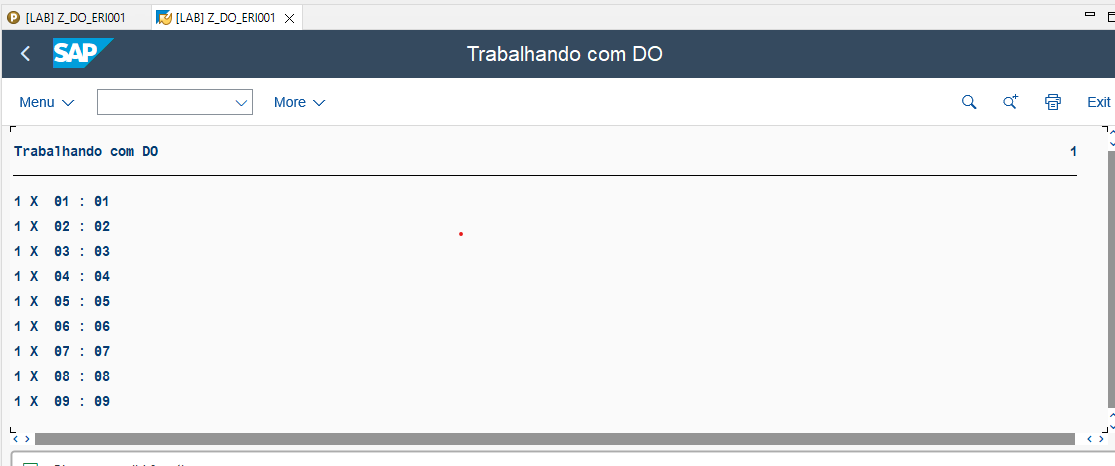 [LAB] Z_DO_ERI001
[LAB] Z_DO_ERI001
SAP
Trabalhando com DO
Menu
More
Exit
Trabalhando com DO 1
1 X 01 : 01
1 X 02 : 02
1 X 03 : 03
1 X 04 : 04
1 X 05 : 05
1 X 06 : 06
1 X 07 : 07
1 X 08 : 08
1 X 09 : 09